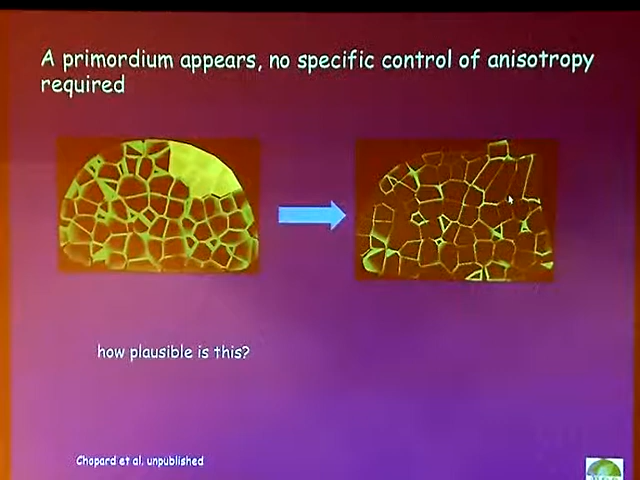 A primordium appears, no specific control of anisotropy
required
how plausible is this?
Chopard et al. unpublished